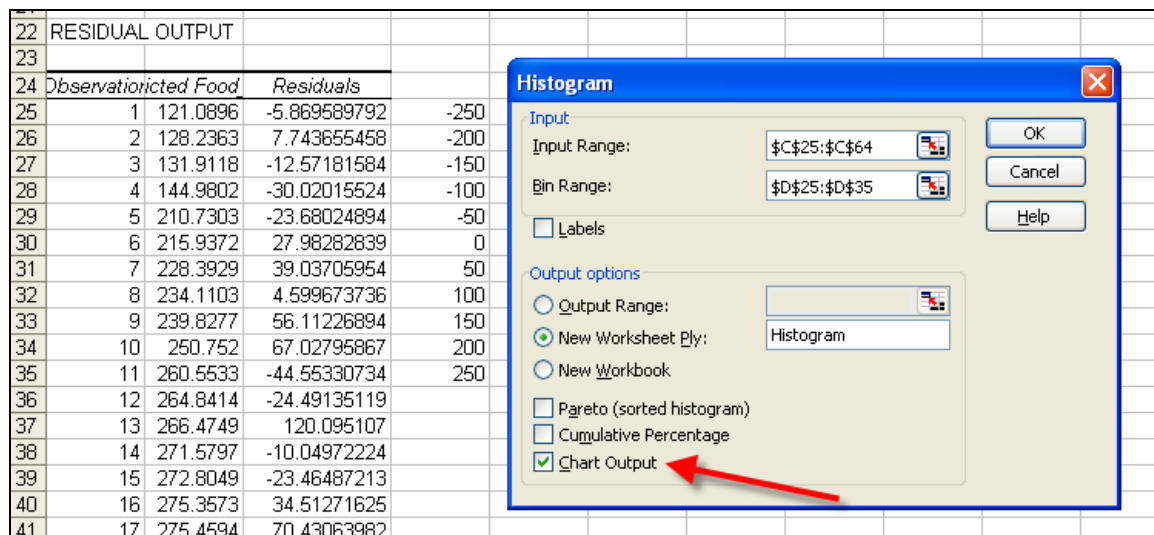 22 RESIDUAL OUTPUT
23
24 Observation icted Food_ Residuals
25 1 121.0896 -5.869589792 -250
26 2 128.2363 7.743655458 -200
27 3 131.9118 -12.57181584 -150
28 4 144.9802 -30.02015524 -100
29 5 210.7303 -23.68024894 -50
30 6 215.9372 27.98282839 0
31 7 228.3929 39.03705954 50
32 8 234.1103 4.599673736 100
33 9 239.8277 56.11226894 150
34 10 250.752 67.02795867 200
35 11 260.5533 -44.55330734 250
36 12 264.8414 -24.49135119
37 13 266.4749 120.095107
38 14 271.5797 -10.04972224
39 15 272.8049 -23.46487213
40 16 275.3573 34.51271625
41 17 275.4594 70.43063982
Histogram
Input
Input Range: $C$25:$C$64
Bin Range: $D$25:$D$35
Labels
OK
Cancel
Help
Output options
Output Range:
New Worksheet Ply: Histogram
New Workbook
Pareto (sorted histogram)
Cumulative Percentage
Chart Output